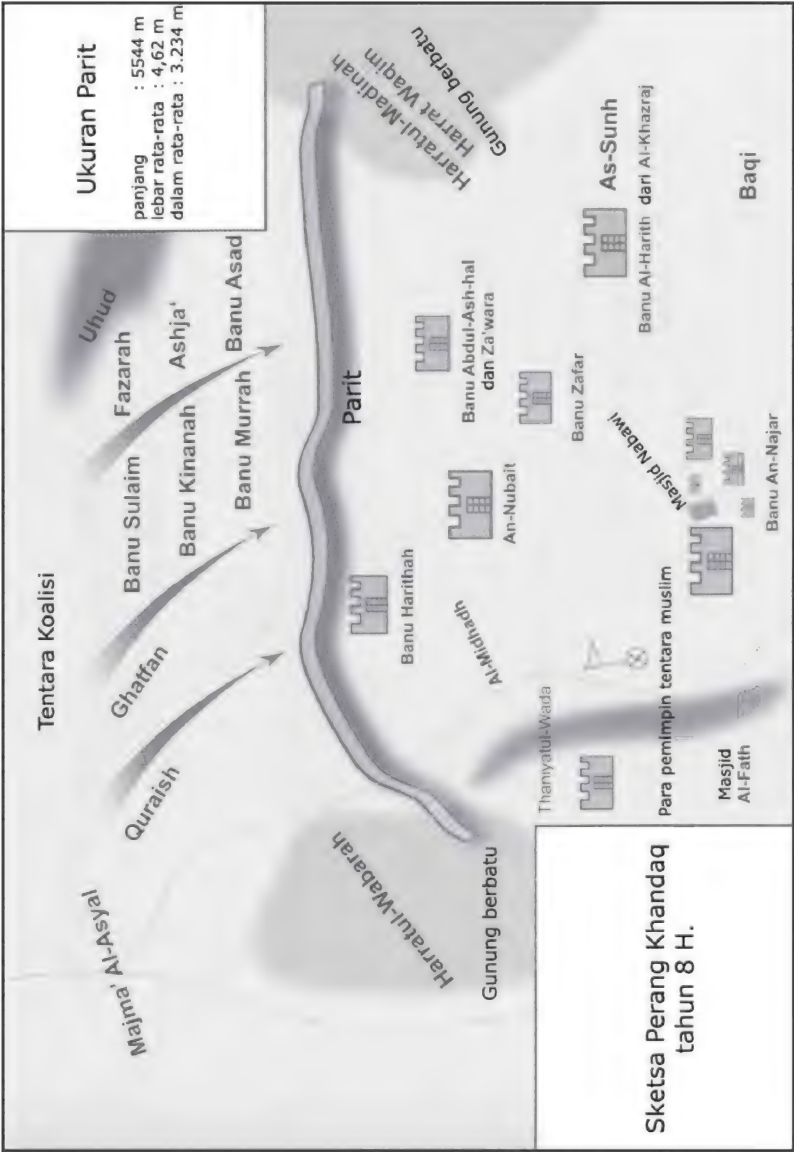 Tentara Koalisi
Ukuran Parit
panjang : 5544 m
lebar rata-rata : 4,62 m
dalam rata-rata : 3.234 m
Majma' Al-Asyal
Quraish
Ghatfan
Banu Sulaim
Banu Kinanah
Banu Murrah
Fazarah
Ashja'
Banu Asad
Uhud
Parit
Harratul-Wabarah
Gunung berbatu
Harratul-Madinah
Harrat Waqim
Gunung berbatu
Banu Harithah
Al-Midhadh
An-Nubait
Banu Abdul-Ash-hal
dan Za'wara
Banu Zafar
As-Sunh
Banu Al-Harith dari Al-Khazraj
Thaniyatul-Wada
Para pemimpin tentara muslim
Masjid
Al-Fath
Masjid Nabawi
Banu An-Najar
Baqi
Sketsa Perang Khandaq
tahun 8 H.